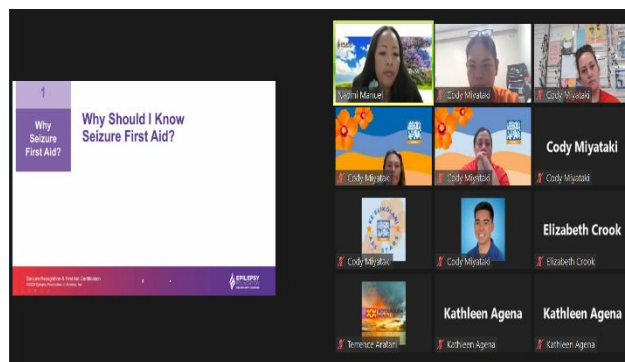 1
Why
Seizure
First Aid?
Why Should I Know
Seizure First Aid?
Seizure Recognition & First Aid Certification
EPILEPSY
FOUNDATION
Naomi Manuel
Cody Miyataki
Cody Miyataki
Cody Miyataki
Cody Miyataki
Cody Miyataki
Cody Miyataki
Cody Miyataki
Cody Miyataki
Elizabeth Crook
Elizabeth Crook
Terrence Aratani
Kathleen Agena
Kathleen Agena
Kathleen Agena
Kathleen Agena